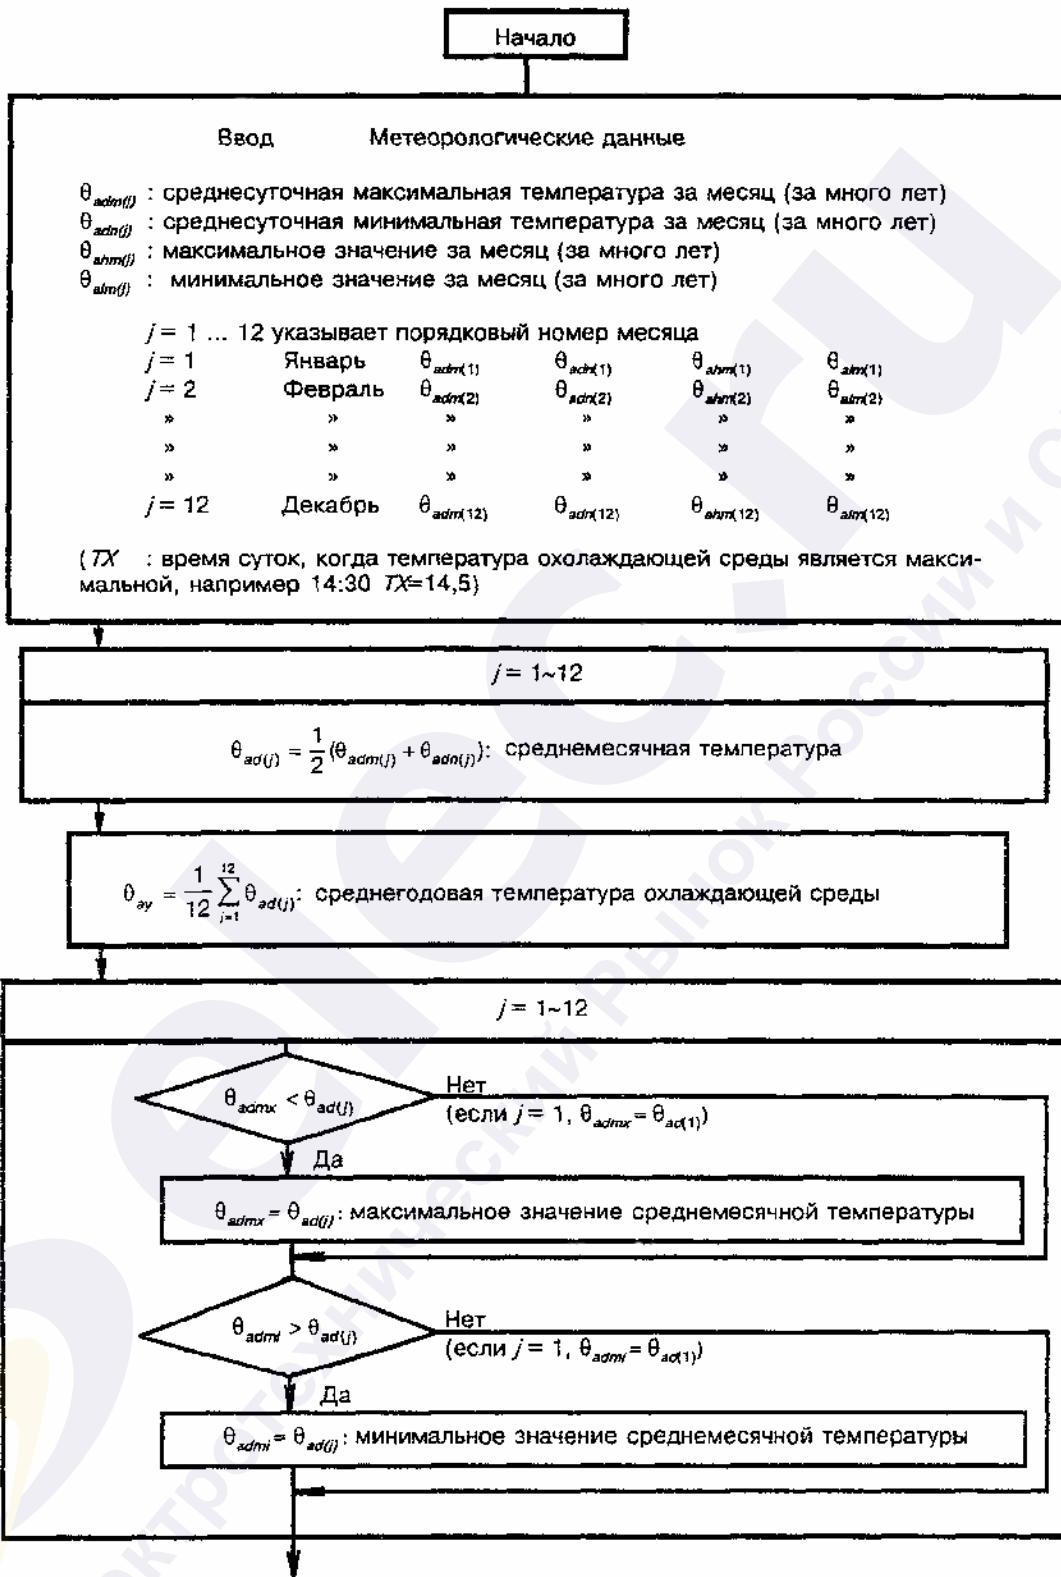 Начало
Ввод Метеорологические данные
θadm(j) : среднесуточная максимальная температура за месяц (за много лет)
θadn(j) : среднесуточная минимальная температура за месяц (за много лет)
θahm(j) : максимальное значение за месяц (за много лет)
θalm(j) : минимальное значение за месяц (за много лет)
j = 1 ... 12 указывает порядковый номер месяца
j = 1 Январь θadm(1) θadn(1) θahm(1) θalm(1)
j = 2 Февраль θadm(2) θadn(2) θahm(2) θalm(2)
» » » » » »
» » » » » »
» » » » » »
j = 12 Декабрь θadm(12) θadn(12) θahm(12) θalm(12)
(TX : время суток, когда температура охолаждающей среды является макси-
мальной, например 14:30 TX=14,5)
j = 1~12
θad(j) = 1/2 (θadm(j) + θadn(j)): среднемесячная температура
θay = 1/12 ∑ j=1 12 θad(j): среднегодовая температура охлаждающей среды
j = 1~12
θadmx < θad(j)
Нет
(если j = 1, θadmx = θad(1))
Да
θadmx = θad(j): максимальное значение среднемесячной температуры
θadmi > θad(j)
Нет
(если j = 1, θadmi = θad(1))
Да
θadmi = θad(j): минимальное значение среднемесячной температуры
elec.ru